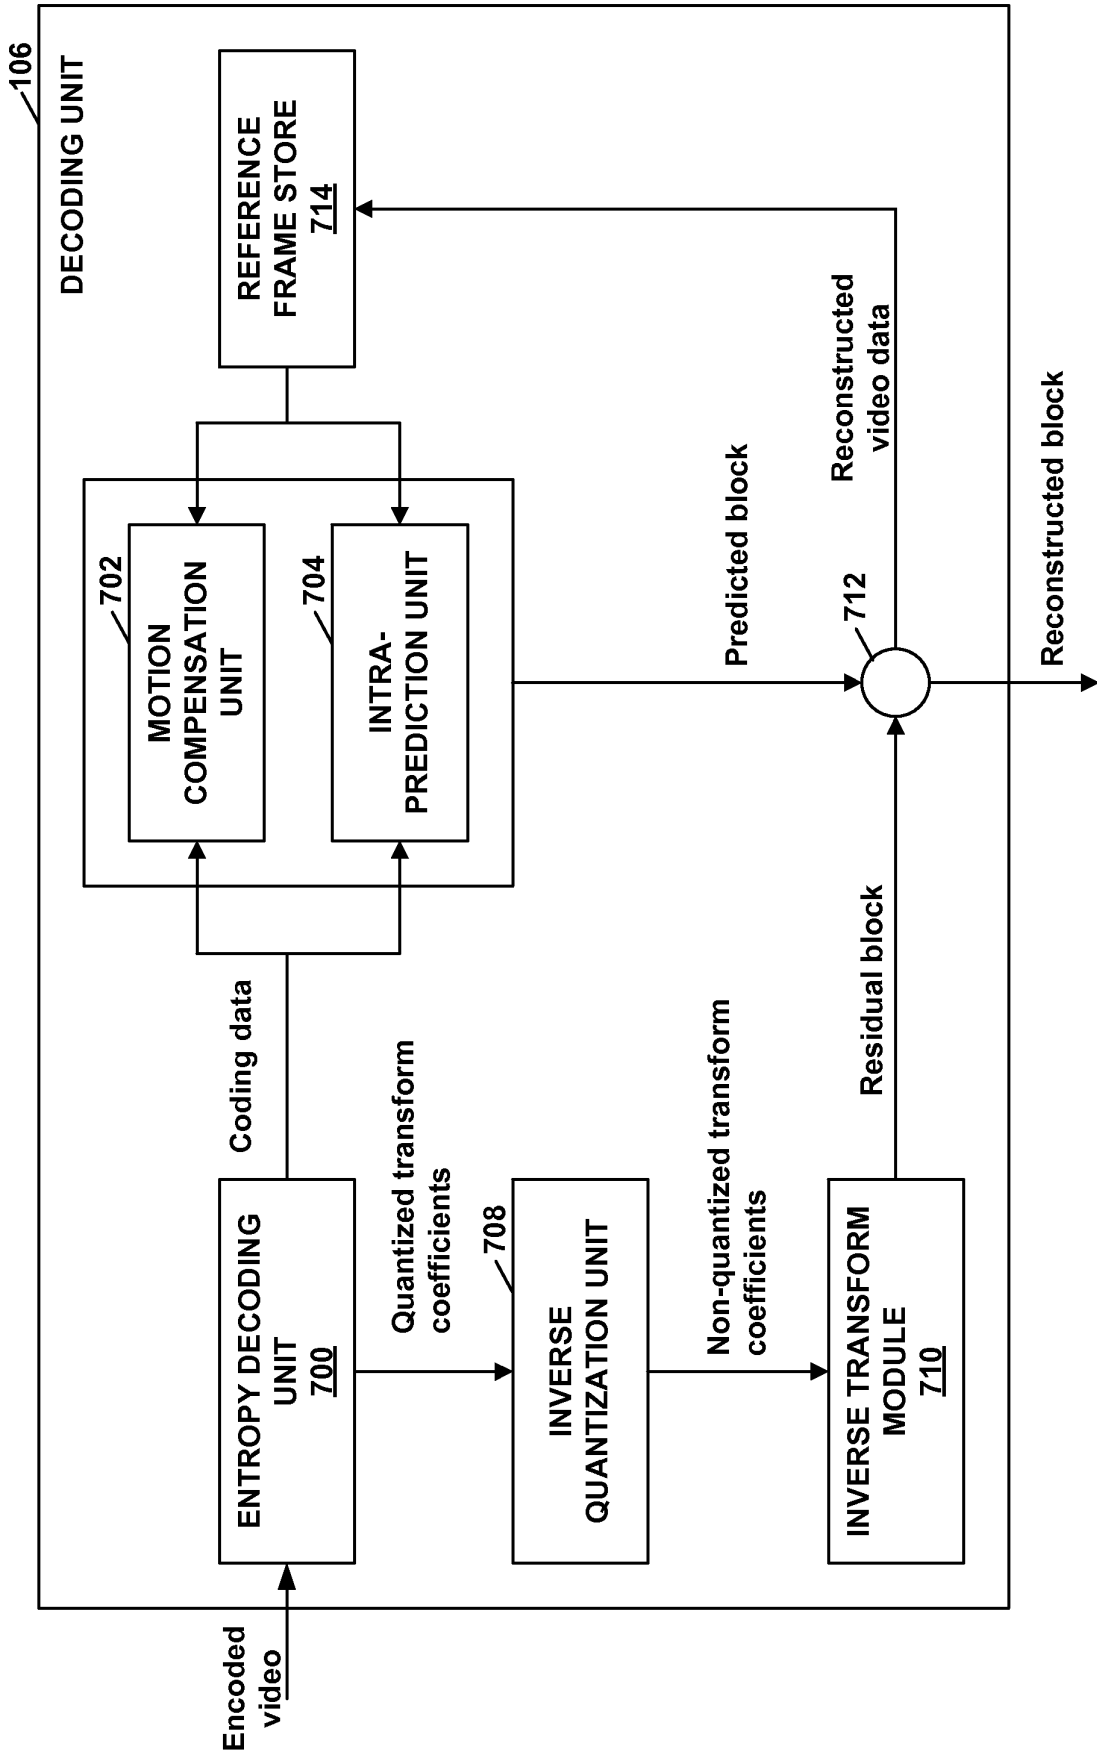 106
DECODING UNIT
Encoded
video
ENTROPY DECODING
UNIT
700
Coding data
702
MOTION
COMPENSATION
UNIT
704
INTRA-
PREDICTION UNIT
REFERENCE
FRAME STORE
714
Quantized transform
coefficients
708
INVERSE
QUANTIZATION UNIT
Non-quantized transform
coefficients
Predicted block
INVERSE TRANSFORM
MODULE
710
Residual block
712
Reconstructed
video data
Reconstructed block